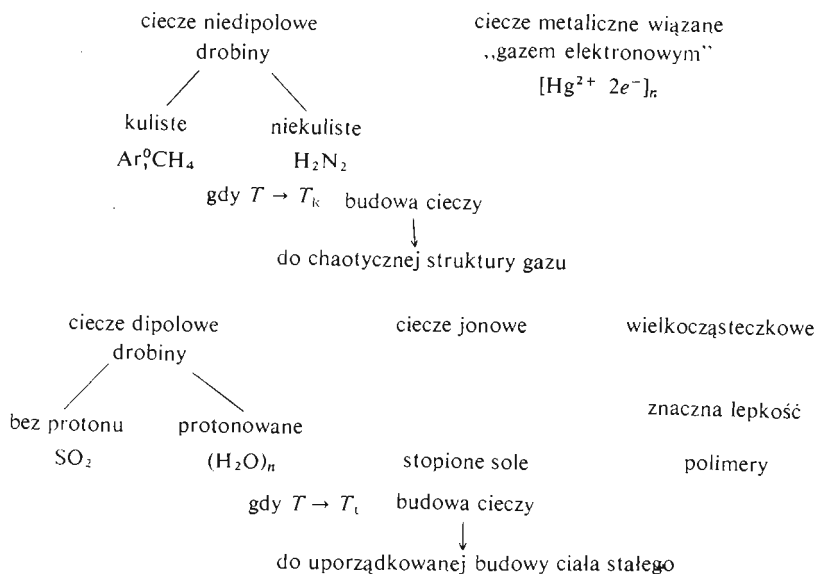 ciecze niedipolowe
drobiny
kuliste niekuliste
Ar,⁰CH₄ H₂N₂
ciecze metaliczne wiązane
,,gazem elektronowym"
[Hg²⁺ 2e⁻]ₙ
gdy T → Tₖ budowa cieczy
do chaotycznej struktury gazu
ciecze dipolowe
drobiny
bez protonu protonowane
SO₂ (H₂O)ₙ
ciecze jonowe
stopione sole
wielkocząsteczkowe
znaczna lepkość
polimery
gdy T → Tₜ budowa cieczy
do uporządkowanej budowy ciała stałego